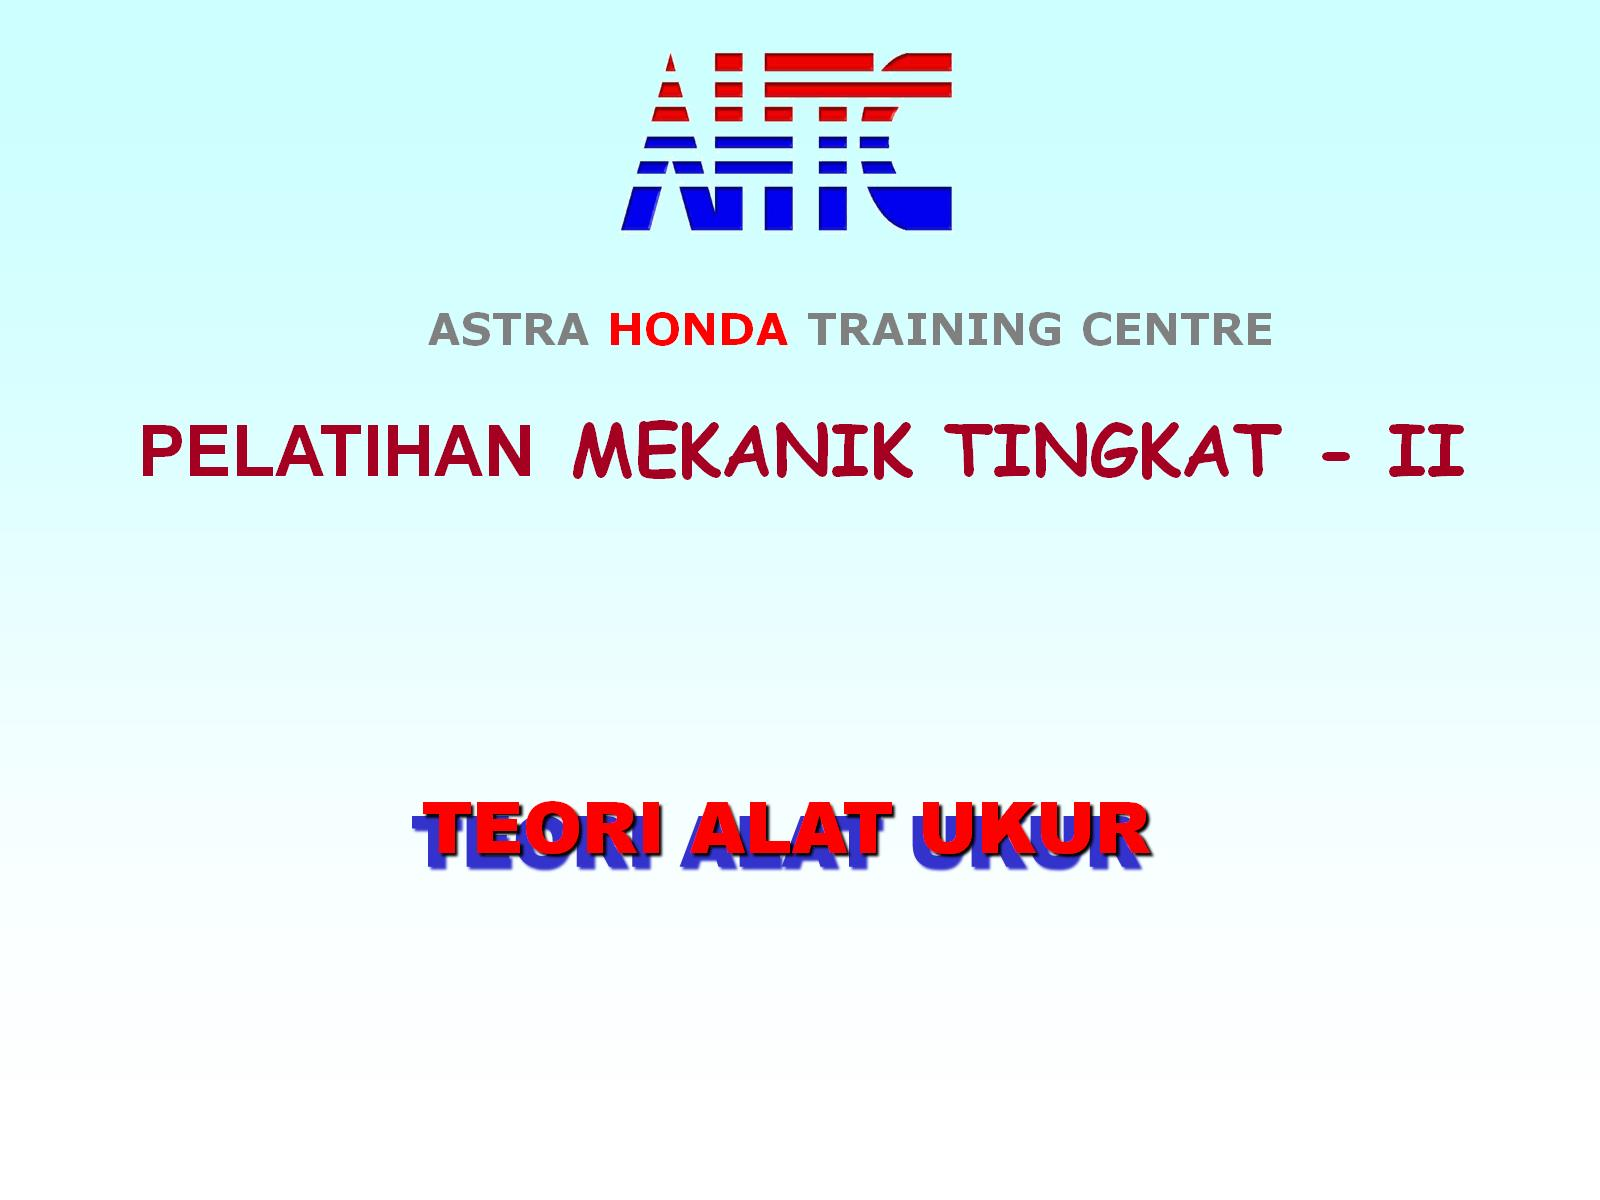 AHTC
ASTRA HONDA TRAINING CENTRE
PELATIHAN MEKANIK TINGKAT - II
TEORI ALAT UKUR